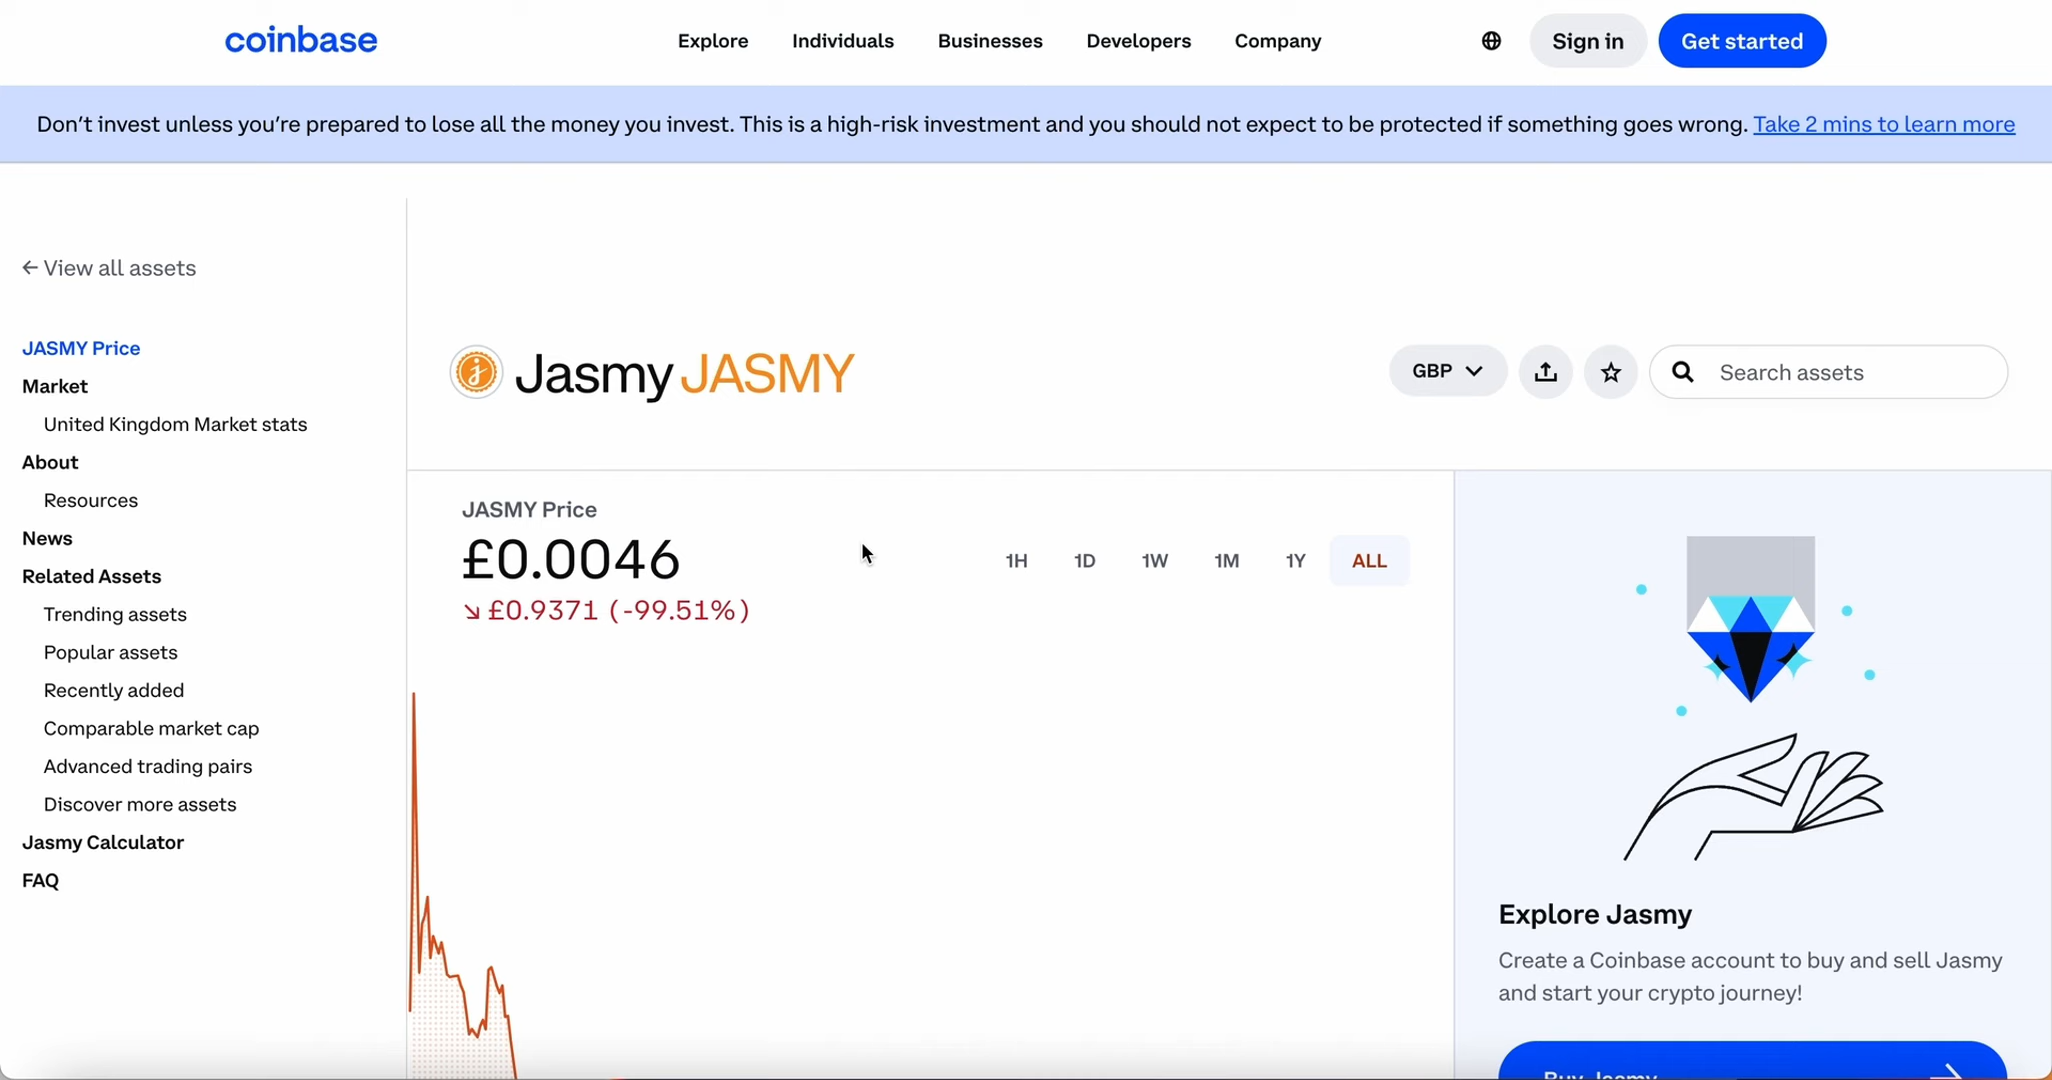 coinbase
Explore Individuals Businesses Developers Company
Sign in Get started
Don't invest unless you're prepared to lose all the money you invest. This is a high-risk investment and you should not expect to be protected if something goes wrong. Take 2 mins to learn more
← View all assets
JASMY Price
Market
United Kingdom Market stats
About
Resources
News
Related Assets
Trending assets
Popular assets
Recently added
Comparable market cap
Advanced trading pairs
Discover more assets
Jasmy Calculator
FAQ
Jasmy JASMY
GBP
Search assets
JASMY Price
£0.0046
↘ £0.9371 (-99.51%)
1H 1D 1W 1M 1Y ALL
Explore Jasmy
Create a Coinbase account to buy and sell Jasmy
and start your crypto journey!
Buy Jasmy